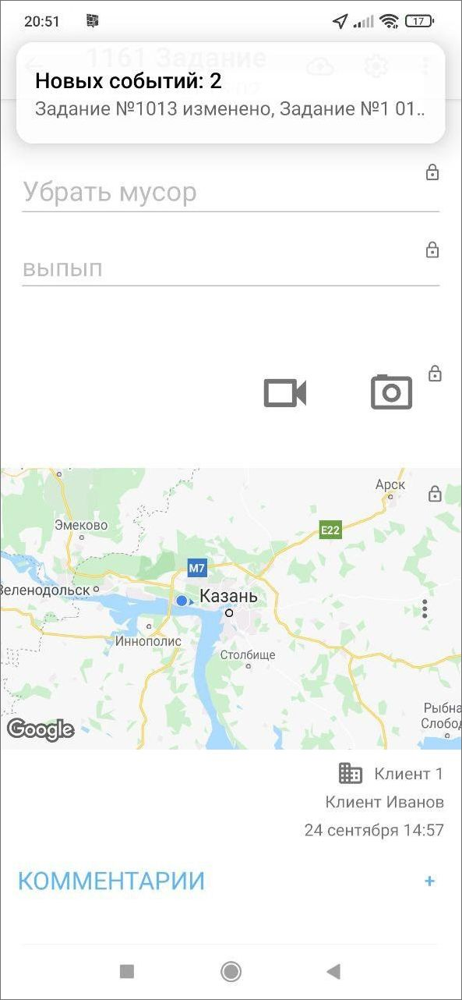 20:51
17
1161 Задание
Новых событий: 2
Задание №1013 изменено, Задание №1 01..
Убрать мусор
выпып
Арск
Эмеково
E22
M7
Зеленодольск
Казань
Иннополис
Столбище
Рыбна
Слобод
Google
Клиент 1
Клиент Иванов
24 сентября 14:57
КОММЕНТАРИИ +